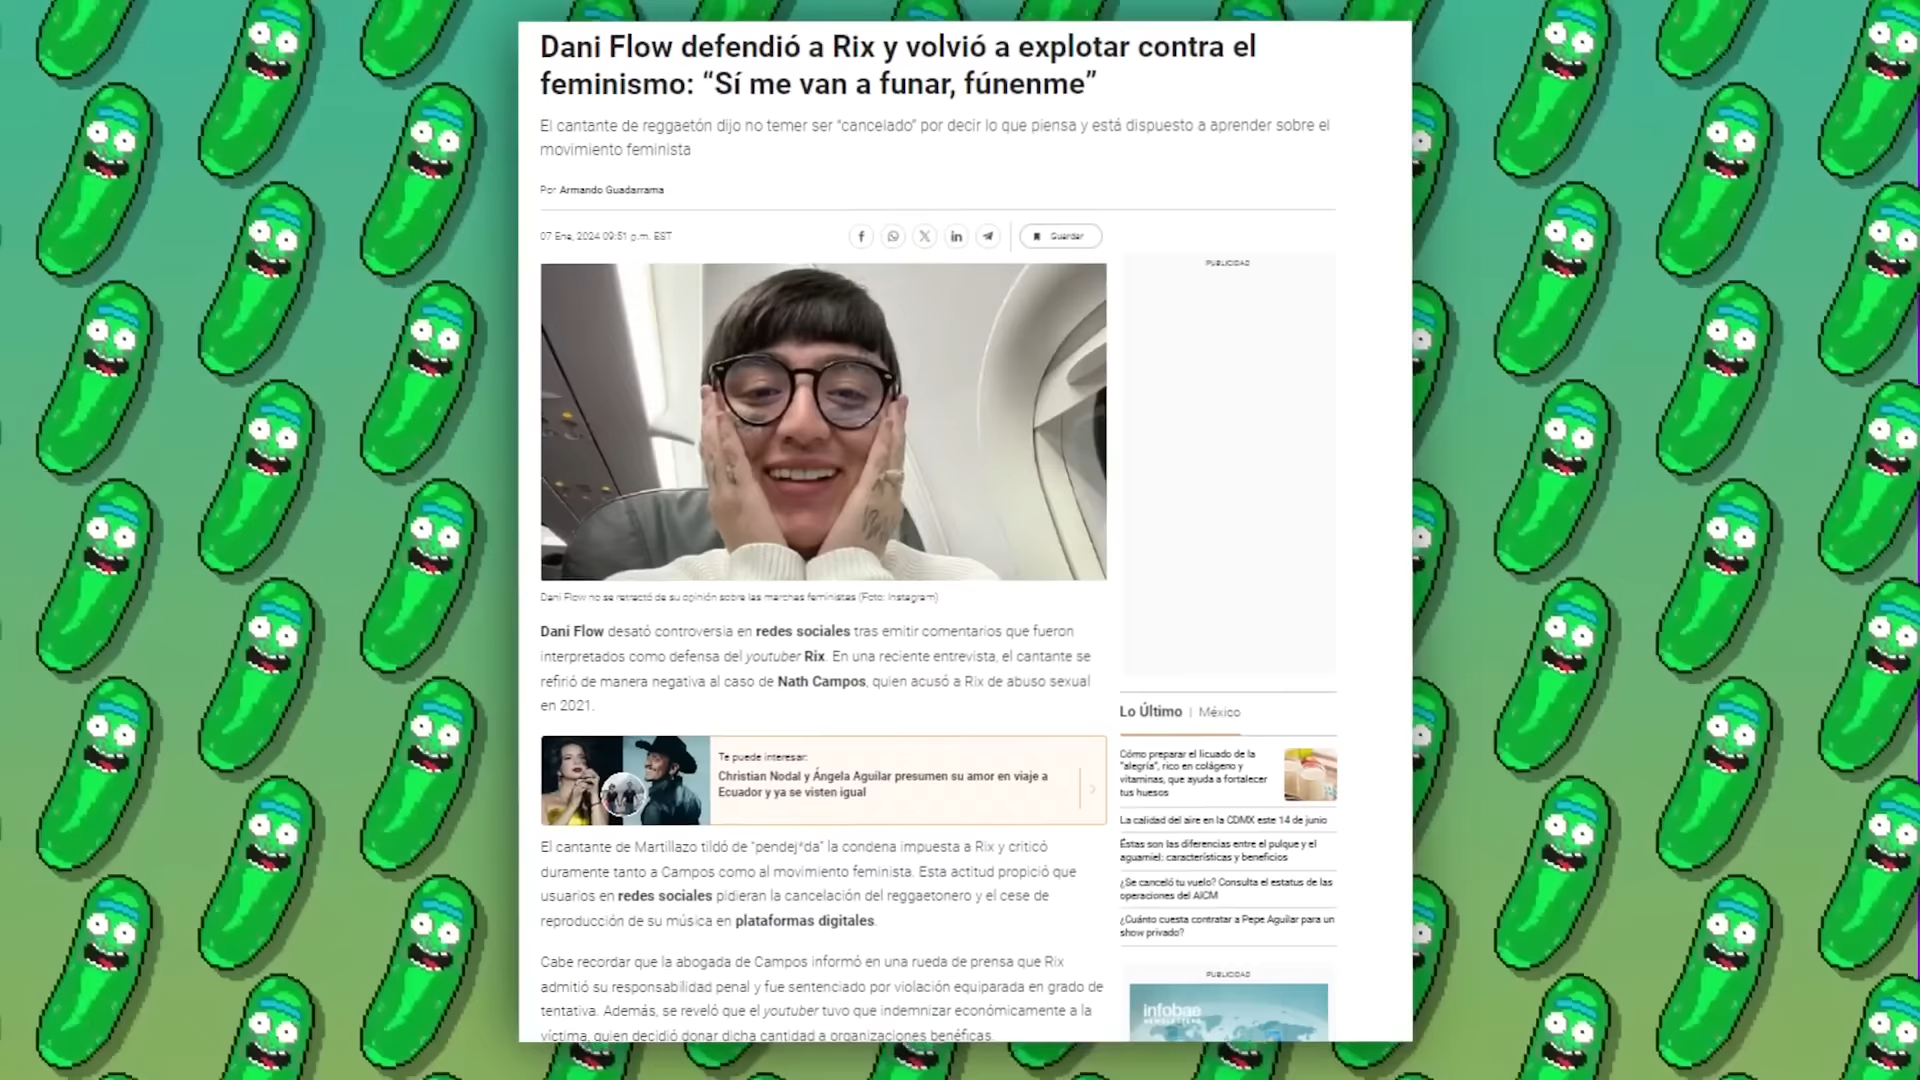 Dani Flow defendió a Rix y volvió a explotar contra el
feminismo: “Sí me van a funar, fúnenme”
El cantante de reggaetón dijo no temer ser “cancelado” por decir lo que piensa y está dispuesto a aprender sobre el
movimiento feminista
Por Armando Guadarrama
07 Ene, 2024 09:51 p.m. EST
Guardar
PUBLICIDAD
Dani Flow no se retractó de su opinión sobre las marchas feministas (Foto: Instagram)
Dani Flow desató controversia en redes sociales tras emitir comentarios que fueron
interpretados como defensa del youtuber Rix. En una reciente entrevista, el cantante se
refirió de manera negativa al caso de Nath Campos, quien acusó a Rix de abuso sexual
en 2021.
Te puede interesar:
Christian Nodal y Ángela Aguilar presumen su amor en viaje a
Ecuador y ya se visten igual
El cantante de Martillazo tildó de “pendej*da” la condena impuesta a Rix y criticó
duramente tanto a Campos como al movimiento feminista. Esta actitud propició que
usuarios en redes sociales pidieran la cancelación del reggaetonero y el cese de
reproducción de su música en plataformas digitales.
Cabe recordar que la abogada de Campos informó en una rueda de prensa que Rix
admitió su responsabilidad penal y fue sentenciado por violación equiparada en grado de
tentativa. Además, se reveló que el youtuber tuvo que indemnizar económicamente a la
víctima, quien decidió donar dicha cantidad a organizaciones benéficas.
Lo Último | México
Cómo preparar el licuado de la
“alegría”, rico en colágeno y
vitaminas, que ayuda a fortalecer
tus huesos
La calidad del aire en la CDMX este 14 de junio
Éstas son las diferencias entre el pulque y el
aguamiel: características y beneficios
¿Se canceló tu vuelo? Consulta el estatus de las
operaciones del AICM
¿Cuánto cuesta contratar a Pepe Aguilar para un
show privado?
PUBLICIDAD
infobae
NEWSLETTERS